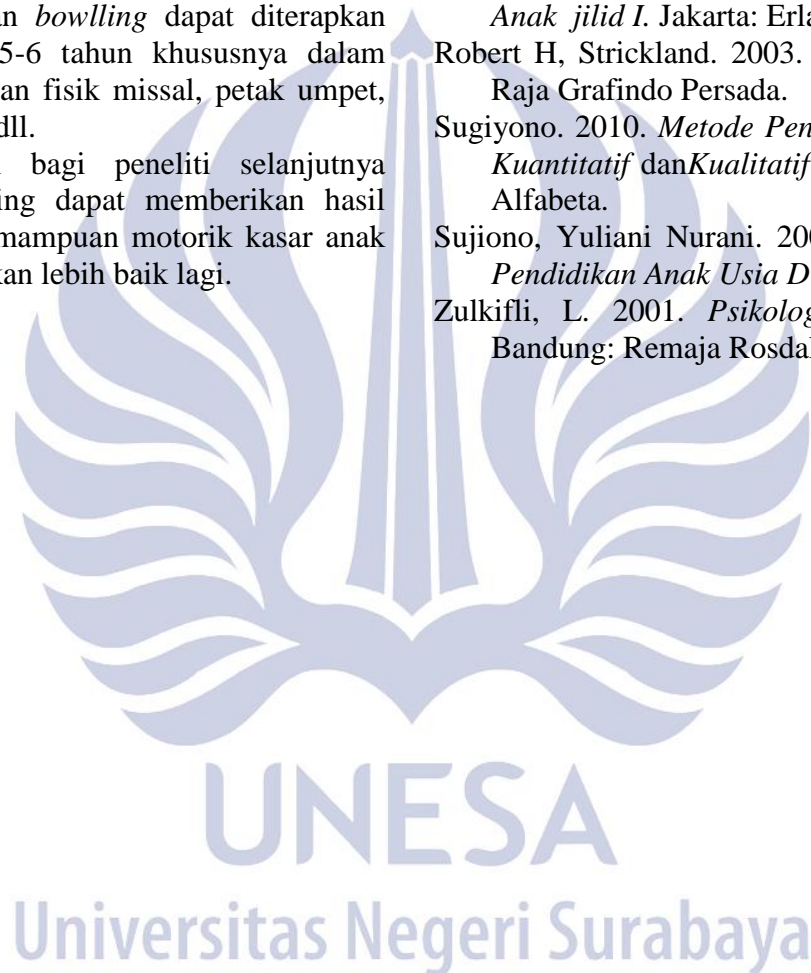 an bowlling dapat diterapkan
5-6 tahun khususnya dalam
an fisik missal, petak umpet,
dll.
bagi peneliti selanjutnya
ing dapat memberikan hasil
mampuan motorik kasar anak
kan lebih baik lagi.
Anak jilid I. Jakarta: Erla
Robert H, Strickland. 2003.
Raja Grafindo Persada.
Sugiyono. 2010. Metode Pen
Kuantitatif danKualitatif
Alfabeta.
Sujiono, Yuliani Nurani. 200
Pendidikan Anak Usia D
Zulkifli, L. 2001. Psikolog
Bandung: Remaja Rosda
UNESA
Universitas Negeri Surabaya